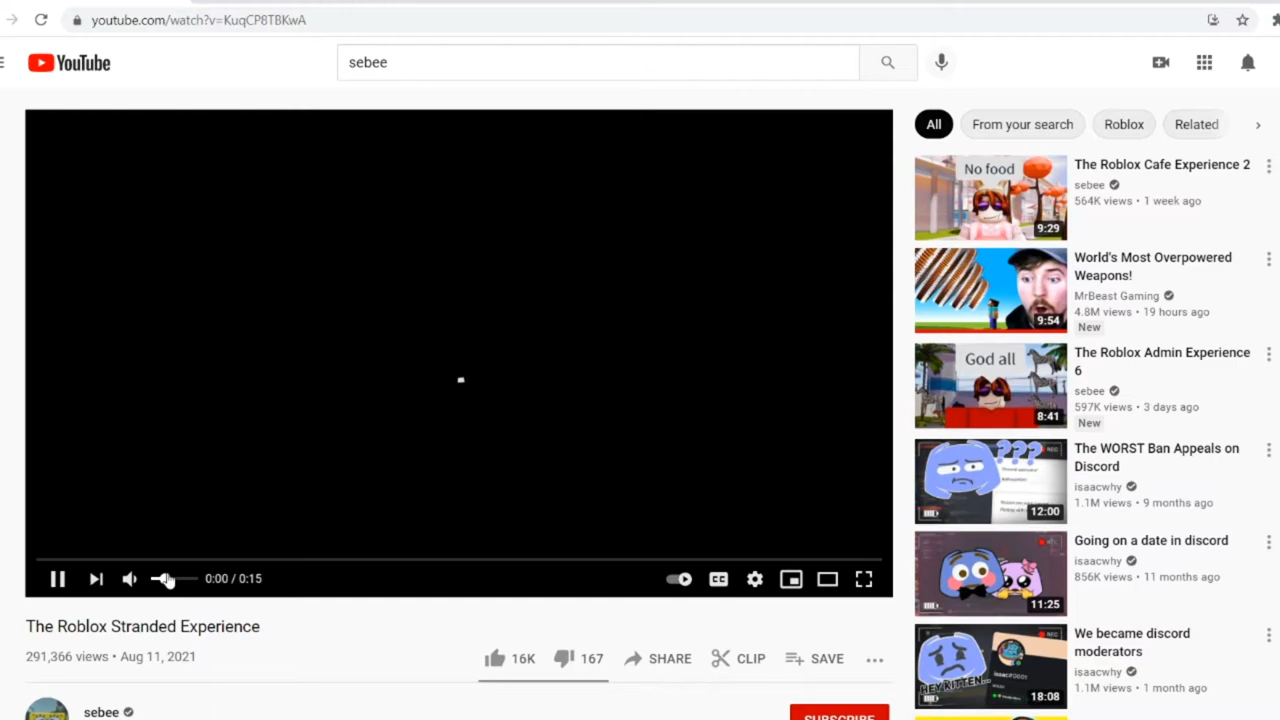 youtube.com/watch?v=KuqCP8TBKwA
YouTube
sebee
All
From your search
Roblox
Related
No food
9:29
The Roblox Cafe Experience 2
sebee
564K views • 1 week ago
9:54
World's Most Overpowered
Weapons!
MrBeast Gaming
4.8M views • 19 hours ago
New
God all
8:41
The Roblox Admin Experience
6
sebee
597K views • 3 days ago
New
???
REC
12:00
The WORST Ban Appeals on
Discord
isaacwhy
1.1M views • 9 months ago
11:25
Going on a date in discord
isaacwhy
856K views • 11 months ago
REC
HEY KITTEN...
18:08
We became discord
moderators
isaacwhy
1.1M views • 1 month ago
0:00 / 0:15
CC
The Roblox Stranded Experience
291,366 views • Aug 11, 2021
16K
167
SHARE
CLIP
SAVE
sebee
SUBSCRIBE